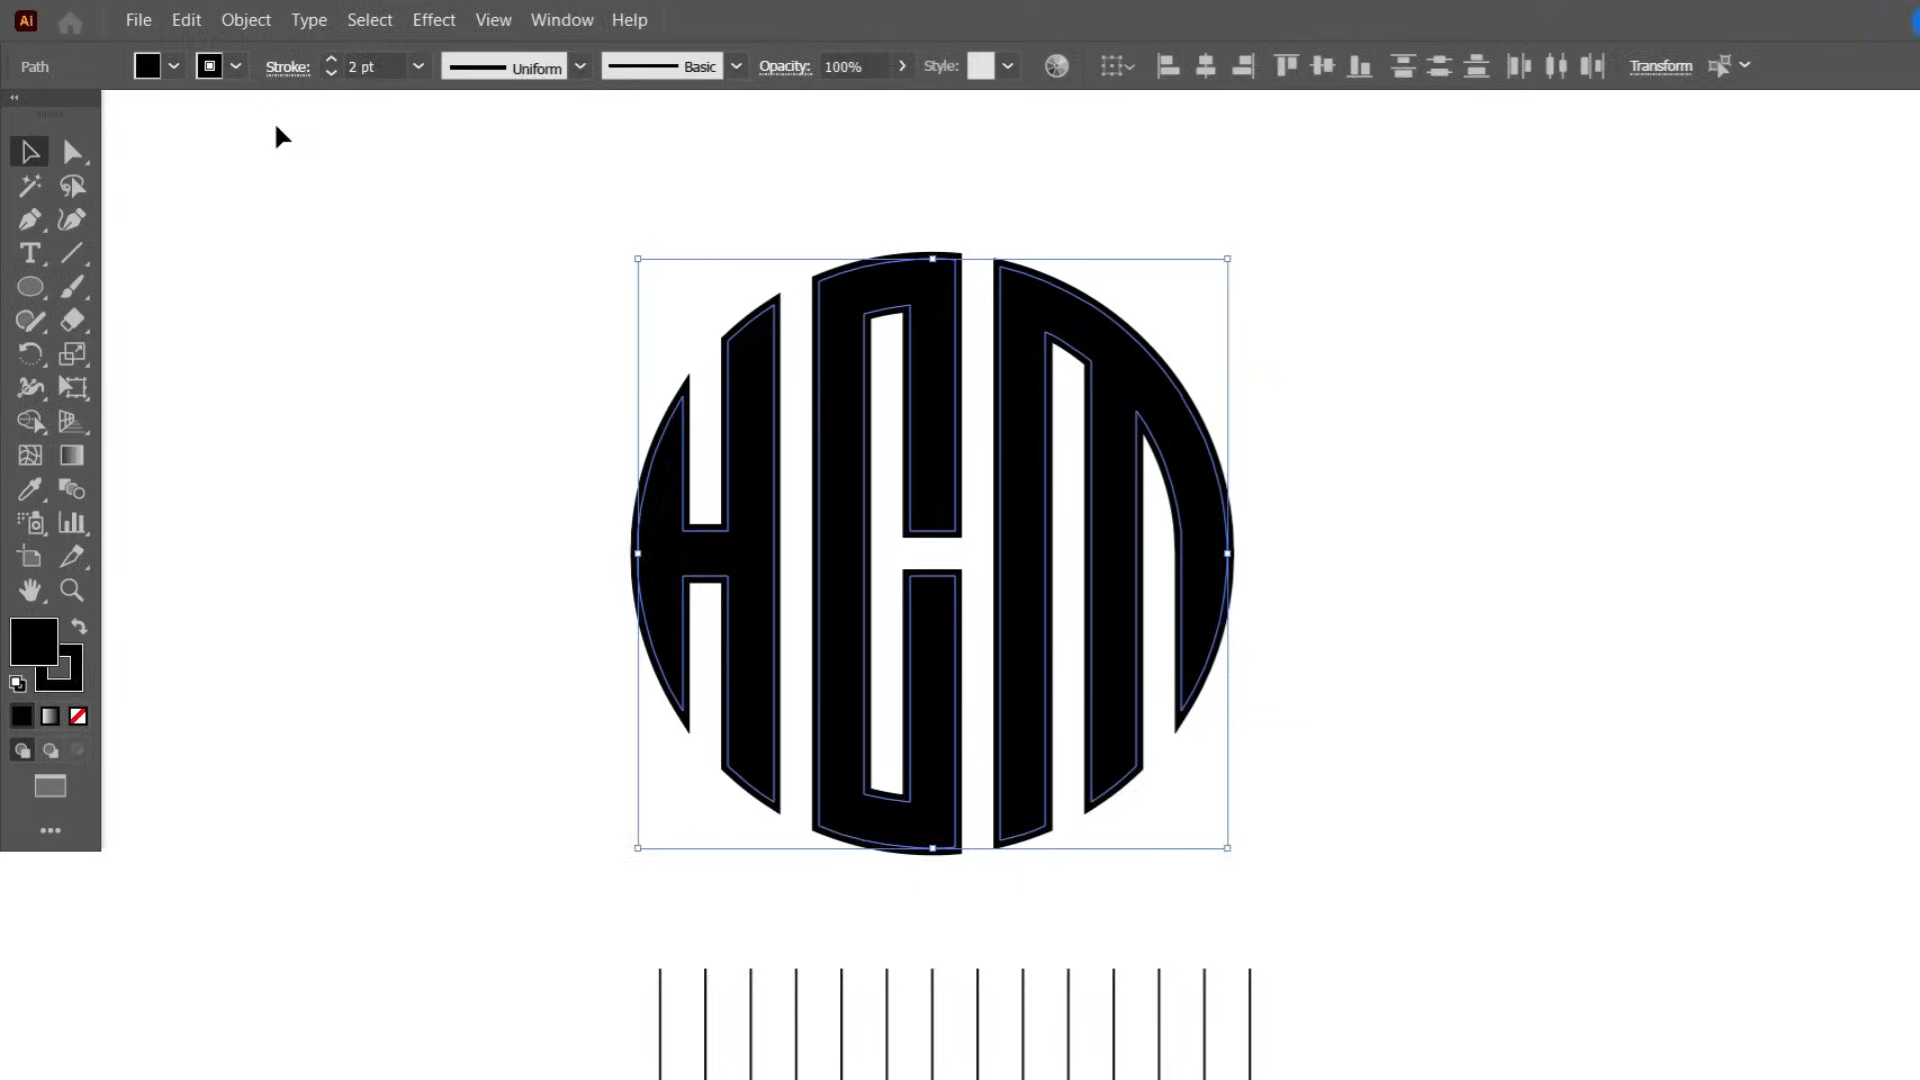 Ai File Edit Object Type Select Effect View Window Help
Path Stroke: 2 pt Uniform Basic Opacity: 100% Style: Transform
HCM